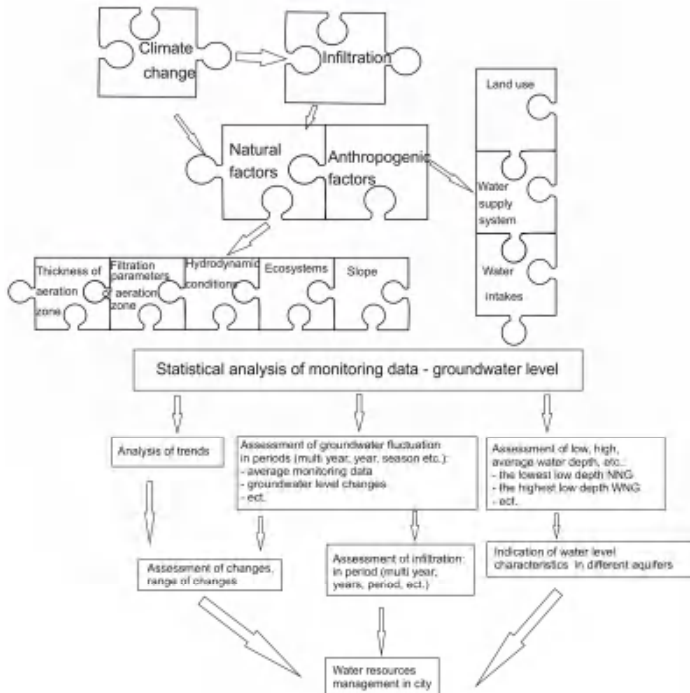 Climate
change
Infiltration
Land use
Natural
factors
Anthropogenic
factors
Water
supply
system
Water
intakes
Thickness of
aeration
zone
Filtration
parameters
of aeration
zone
Hydrodynamic
conditions
Ecosystems
Slope
Statistical analysis of monitoring data - groundwater level
Analysis of trends
Assessment of groundwater fluctuation
in periods (multi year, year, season etc.):
- average monitoring data
- groundwater level changes
- ect.
Assessment of low, high,
average water depth, etc.:
- the lowest low depth NNG
- the highest low depth WNG
- ect.
Assessment of changes,
range of changes
Assessment of infiltration:
in period (multi year,
years, period, ect.)
Indication of water level
characteristics in different aquifers
Water resources
management in city